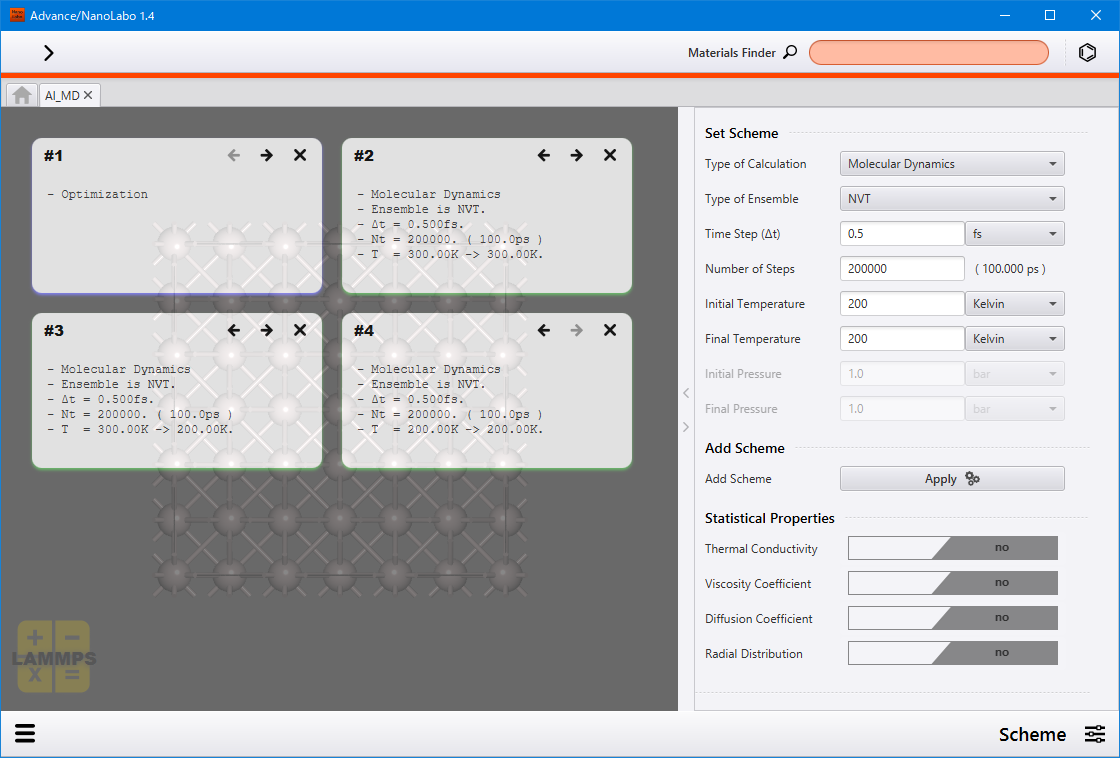 Advance/NanoLabo 1.4
Materials Finder
AI_MD
#1
- Optimization
#2
- Molecular Dynamics
- Ensemble is NVT.
- Δt = 0.500fs.
- Nt = 200000. ( 100.0ps )
- T  = 300.00K -> 300.00K.
#3
- Molecular Dynamics
- Ensemble is NVT.
- Δt = 0.500fs.
- Nt = 200000. ( 100.0ps )
- T  = 300.00K -> 200.00K.
#4
- Molecular Dynamics
- Ensemble is NVT.
- Δt = 0.500fs.
- Nt = 200000. ( 100.0ps )
- T  = 200.00K -> 200.00K.
LAMMPS
Set Scheme
Type of Calculation Molecular Dynamics
Type of Ensemble NVT
Time Step (Δt) 0.5 fs
Number of Steps 200000 ( 100.000 ps )
Initial Temperature 200 Kelvin
Final Temperature 200 Kelvin
Initial Pressure 1.0 bar
Final Pressure 1.0 bar
Add Scheme
Add Scheme Apply
Statistical Properties
Thermal Conductivity no
Viscosity Coefficient no
Diffusion Coefficient no
Radial Distribution no
Scheme